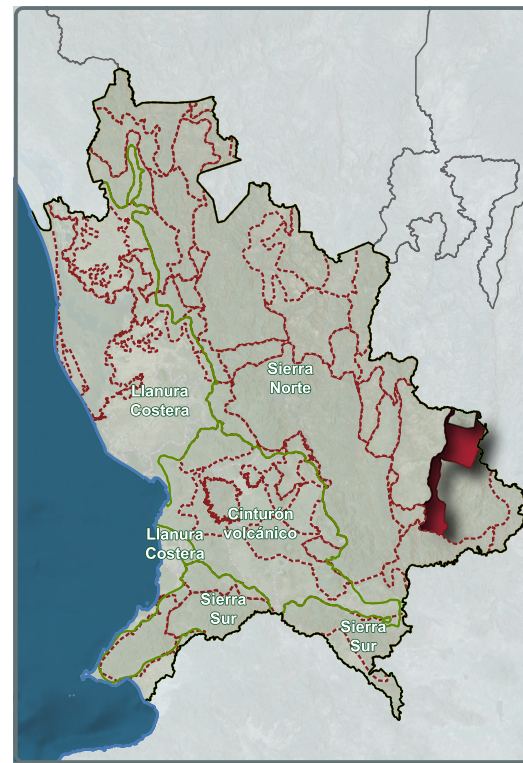 Sierra
Norte
Llanura
Costera
Cinturón
volcánico
Llanura
Costera
Sierra
Sur
Sierra
Sur